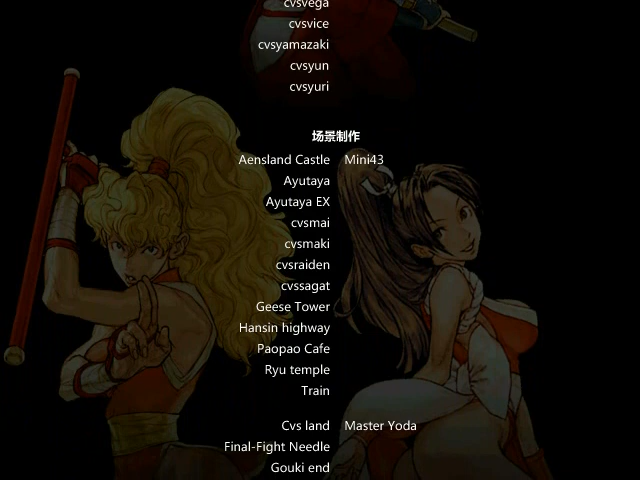 cvsvega
cvsvice
cvsyamazaki
cvsyun
cvsyuri
场景制作
Aensland Castle Mini43
Ayutaya
Ayutaya EX
cvsmai
cvsmaki
cvsraiden
cvssagat
Geese Tower
Hansin highway
Paopao Cafe
Ryu temple
Train
Cvs land Master Yoda
Final-Fight Needle
Gouki end